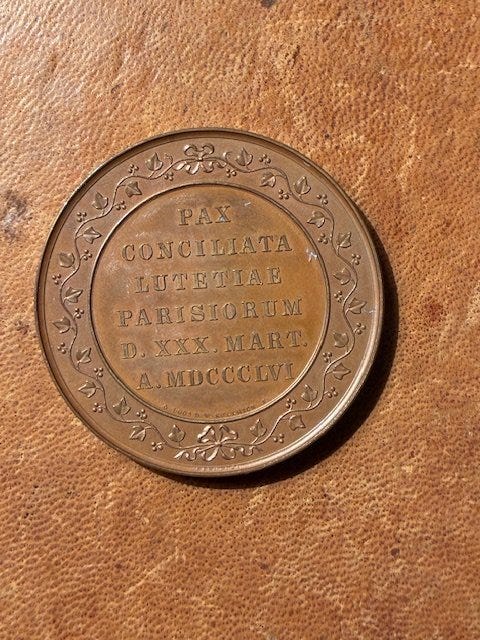 PAX
CONCILIATA
LUTETIAE
PARISIORUM
D. XXX. MART.
A. MDCCCLVI